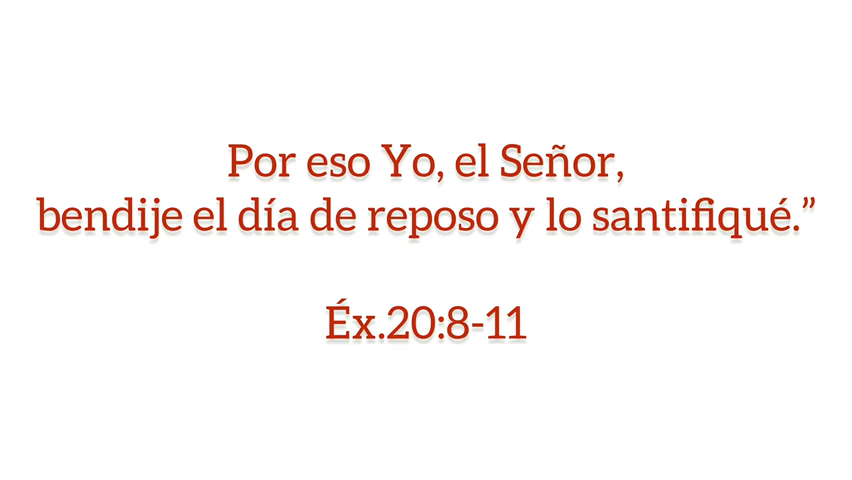 Por eso Yo, el Señor,
bendije el día de reposo y lo santifiqué.”
Éx.20:8-11